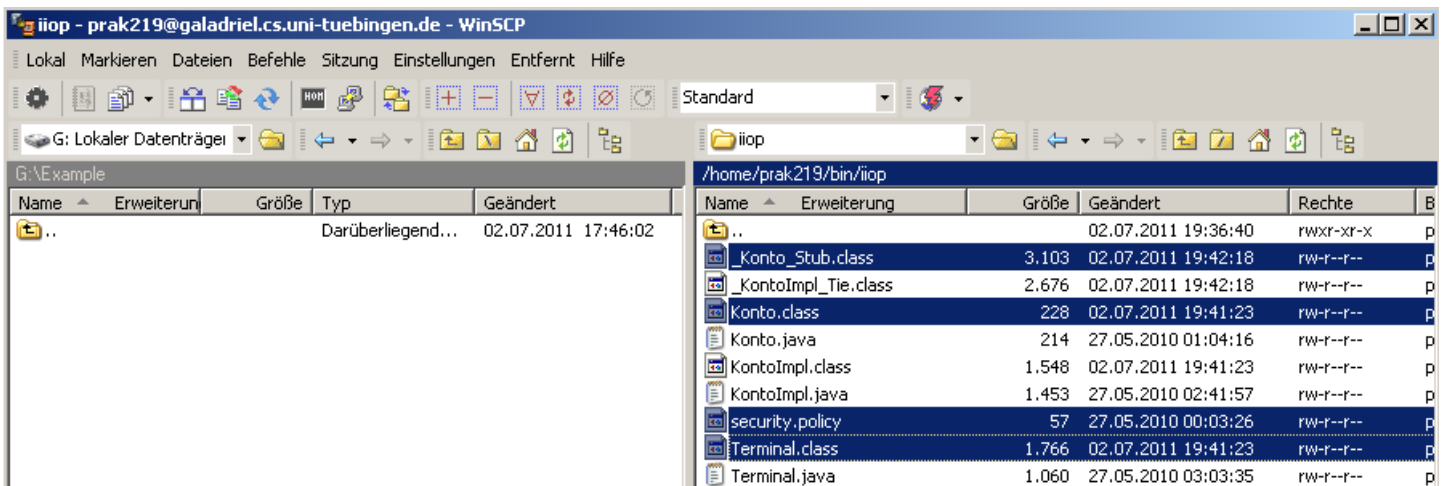 iiop - prak219@galadriel.cs.uni-tuebingen.de - WinSCP
Lokal Markieren Dateien Befehle Sitzung Einstellungen Entfernt Hilfe
Standard
G: Lokaler Datenträger iiop
G:\Example /home/prak219/bin/iiop
Name Erweiterun Größe Typ Geändert Name Erweiterung Größe Geändert Rechte B
.. Darüberliegend... 02.07.2011 17:46:02 .. 02.07.2011 19:36:40 rwxr-xr-x p
_Konto_Stub.class 3.103 02.07.2011 19:42:18 rw-r--r-- p
_KontoImpl_Tie.class 2.676 02.07.2011 19:42:18 rw-r--r-- p
Konto.class 228 02.07.2011 19:41:23 rw-r--r-- p
Konto.java 214 27.05.2010 01:04:16 rw-r--r-- p
KontoImpl.class 1.548 02.07.2011 19:41:23 rw-r--r-- p
KontoImpl.java 1.453 27.05.2010 02:41:57 rw-r--r-- p
security.policy 57 27.05.2010 00:03:26 rw-r--r-- p
Terminal.class 1.766 02.07.2011 19:41:23 rw-r--r-- p
Terminal.java 1.060 27.05.2010 03:03:35 rw-r--r-- p